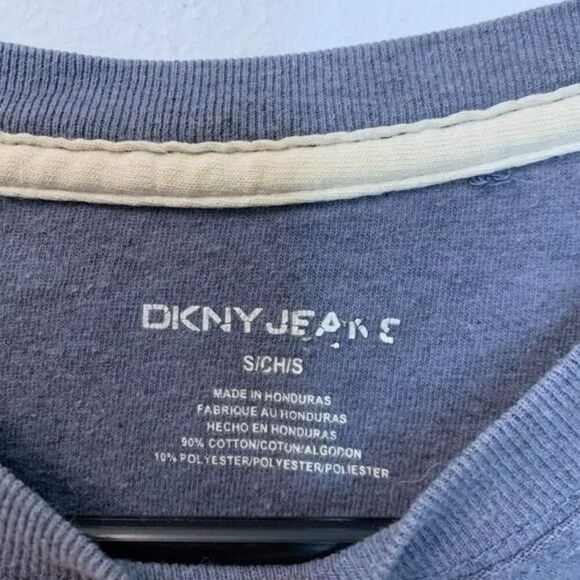 DKNY JEANS
S/CH/S
MADE IN HONDURAS
FABRIQUE AU HONDURAS
HECHO EN HONDURAS
90% COTTON/COTON/ALGODON
10% POLYESTER/POLYESTER/POLIESTER